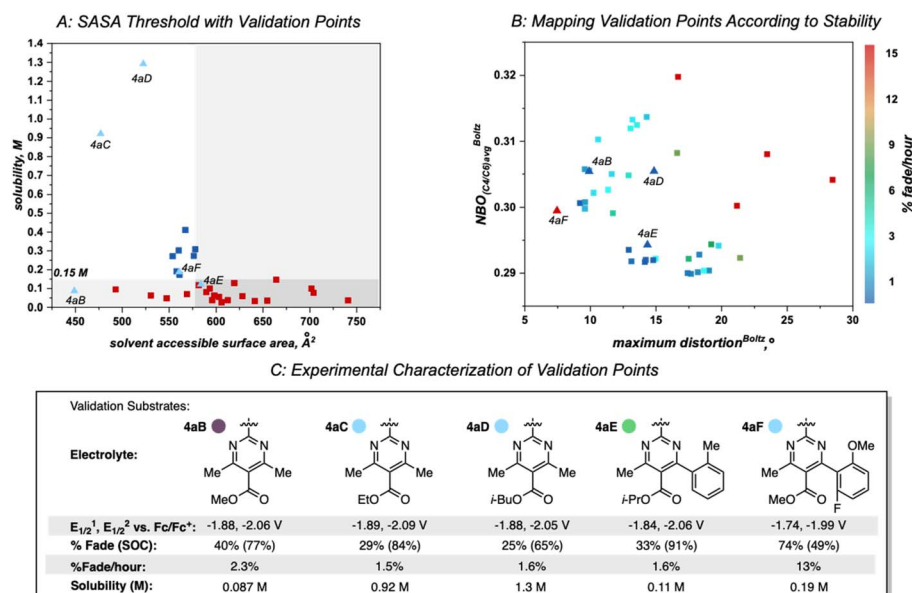 A: SASA Threshold with Validation Points
B: Mapping Validation Points According to Stability
solubility, M
1.4
1.3
1.2
1.1
1.0
0.9
0.8
0.7
0.6
0.5
0.4
0.3
0.2
0.1
0.0
4aD
4aC
4aF
4aE
0.15 M
4aB
450
500
550
600
650
700
750
solvent accessible surface area, Å²
NBO(C4/C6)avg Boltz
0.32
0.31
0.30
0.29
4aB
4aD
4aF
4aE
5
10
15
20
25
30
maximum distortion Boltz, °
15
12
9
6
3
1
% fade/hour
C: Experimental Characterization of Validation Points
Validation Substrates:
4aB 4aC 4aD 4aE 4aF
Electrolyte:
N N Me Me MeO O
N N Me Me EtO O
N N Me Me i-BuO O
N N Me Me i-PrO O
N N OMe Me MeO O F
E1/2¹, E1/2² vs. Fc/Fc⁺: -1.88, -2.06 V -1.89, -2.09 V -1.88, -2.05 V -1.84, -2.06 V -1.74, -1.99 V
% Fade (SOC): 40% (77%) 29% (84%) 25% (65%) 33% (91%) 74% (49%)
%Fade/hour: 2.3% 1.5% 1.6% 1.6% 13%
Solubility (M): 0.087 M 0.92 M 1.3 M 0.11 M 0.19 M